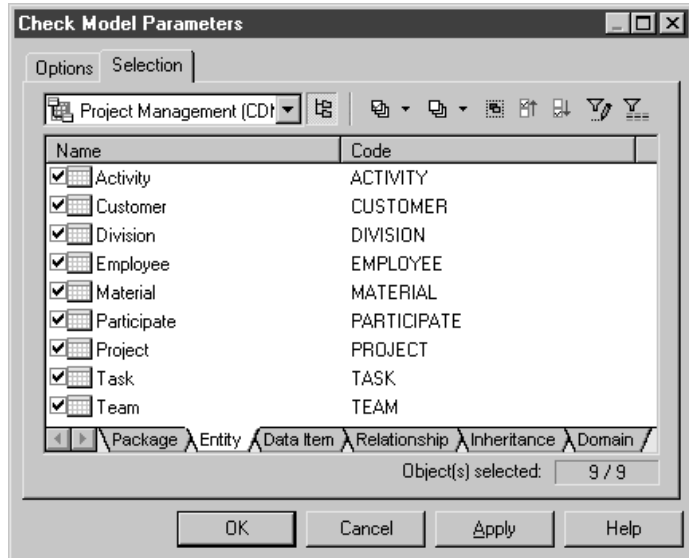 Check Model Parameters
Options Selection
Project Management (CDM
Name Code
Activity ACTIVITY
Customer CUSTOMER
Division DIVISION
Employee EMPLOYEE
Material MATERIAL
Participate PARTICIPATE
Project PROJECT
Task TASK
Team TEAM
Package Entity Data Item Relationship Inheritance Domain
Object(s) selected: 9 / 9
OK Cancel Apply Help